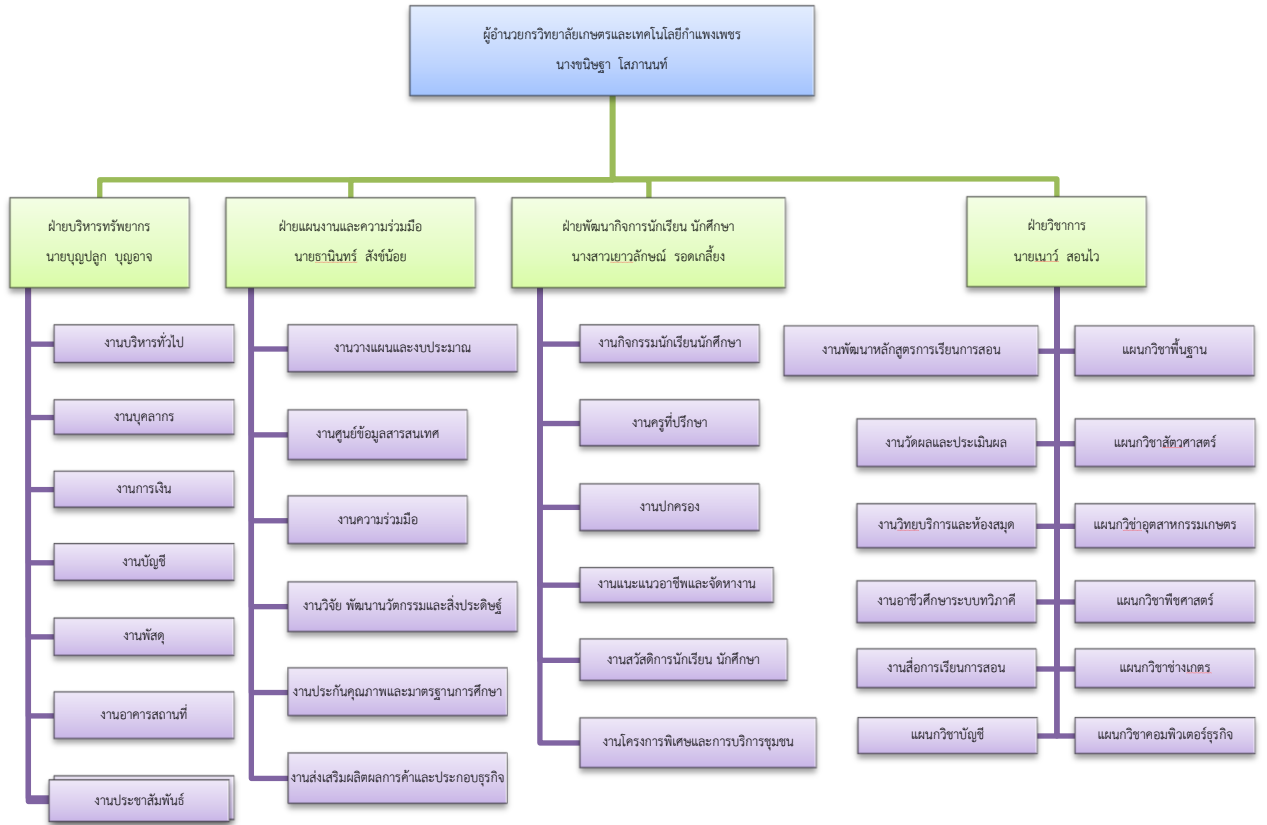 ผู้อำนวยกรวิทยาลัยเกษตรและเทคโนโลยีกำแพงเพชร
นางขนิษฐา โสภานนท์
ฝ่ายบริหารทรัพยากร
นายบุญปลูก บุญอาจ
ฝ่ายแผนงานและความร่วมมือ
นายธานินทร์ สังข์น้อย
ฝ่ายพัฒนากิจการนักเรียน นักศึกษา
นางสาวเยาวลักษณ์ รอดเกลี้ยง
ฝ่ายวิชาการ
นายเนาว์ สอนไว
งานบริหารทั่วไป
งานบุคลากร
งานการเงิน
งานบัญชี
งานพัสดุ
งานอาคารสถานที่
งานประชาสัมพันธ์
งานวางแผนและงบประมาณ
งานศูนย์ข้อมูลสารสนเทศ
งานความร่วมมือ
งานวิจัย พัฒนานวัตกรรมและสิ่งประดิษฐ์
งานประกันคุณภาพและมาตรฐานการศึกษา
งานส่งเสริมผลิตผลการค้าและประกอบธุรกิจ
งานกิจกรรมนักเรียนนักศึกษา
งานครูที่ปรึกษา
งานปกครอง
งานแนะแนวอาชีพและจัดหางาน
งานสวัสดิการนักเรียน นักศึกษา
งานโครงการพิเศษและการบริการชุมชน
งานพัฒนาหลักสูตรการเรียนการสอน
งานวัดผลและประเมินผล
งานวิทยบริการและห้องสมุด
งานอาชีวศึกษาระบบทวิภาคี
งานสื่อการเรียนการสอน
แผนกวิชาบัญชี
แผนกวิชาพื้นฐาน
แผนกวิชาสัตวศาสตร์
แผนกวิช่าอุตสาหกรรมเกษตร
แผนกวิชาพืชศาสตร์
แผนกวิชาช่างเกตร
แผนกวิชาคอมพิวเตอร์ธุรกิจ